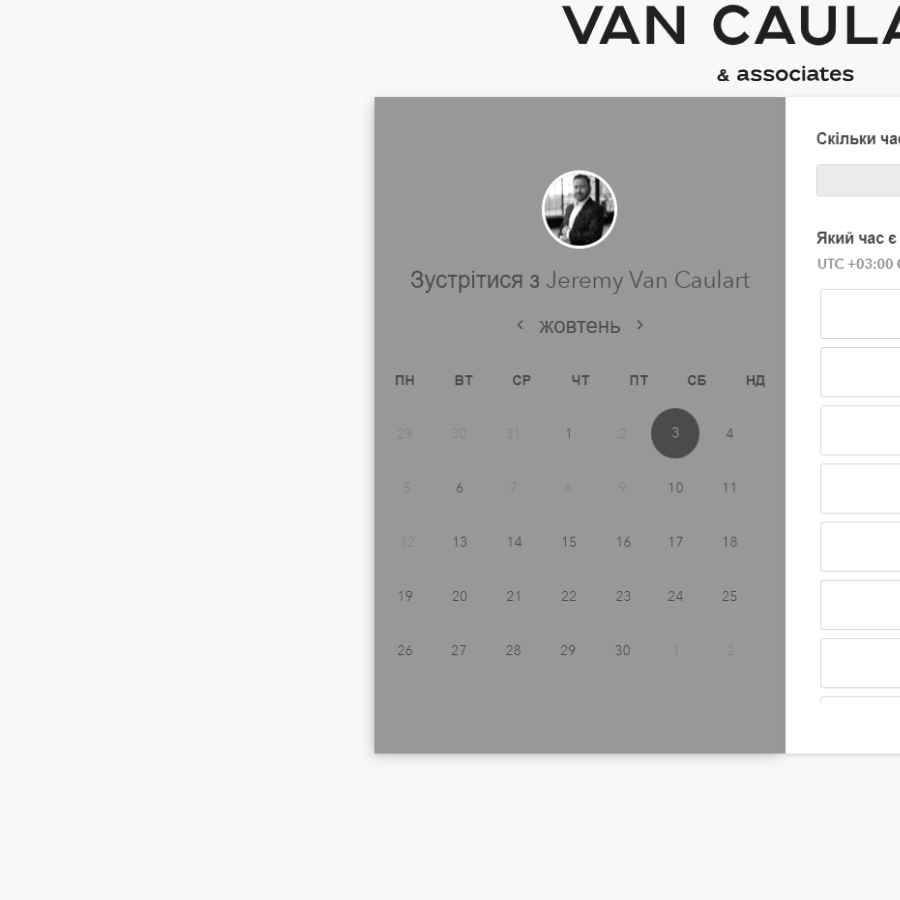 VAN CAULA
& associates
Зустрітися з Jeremy Van Caulart
‹ жовтень ›
ПН ВТ СР ЧТ ПТ СБ НД
29 30 31 1 2 3 4
5 6 7 8 9 10 11
12 13 14 15 16 17 18
19 20 21 22 23 24 25
26 27 28 29 30 1 2
Скільки ча
Який час є
UTC +03:00